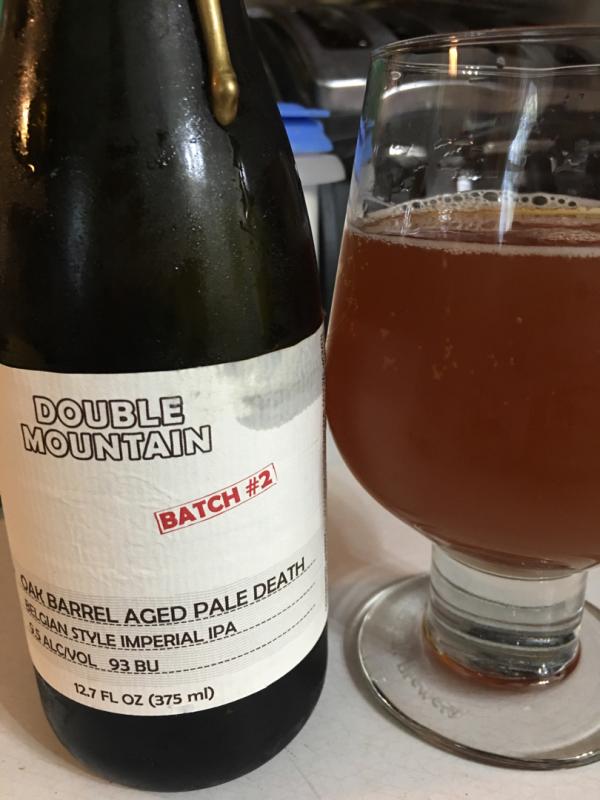 DOUBLE
MOUNTAIN
BATCH #2
OAK BARREL AGED PALE DEATH
BELGIAN STYLE IMPERIAL IPA
9.5 ALC/VOL 93 BU
12.7 FL OZ (375 ml)